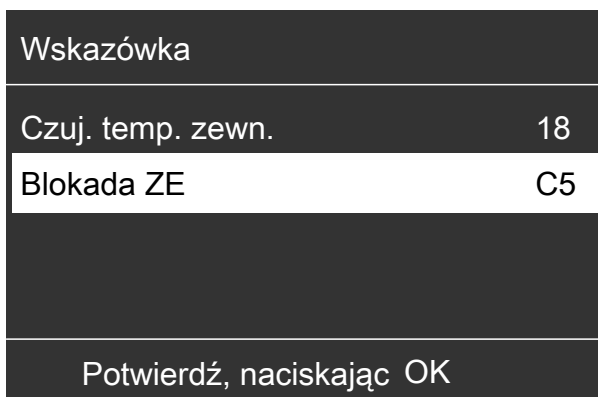 Wskazówka
Czuj. temp. zewn. 18
Blokada ZE C5
Potwierdź, naciskając OK